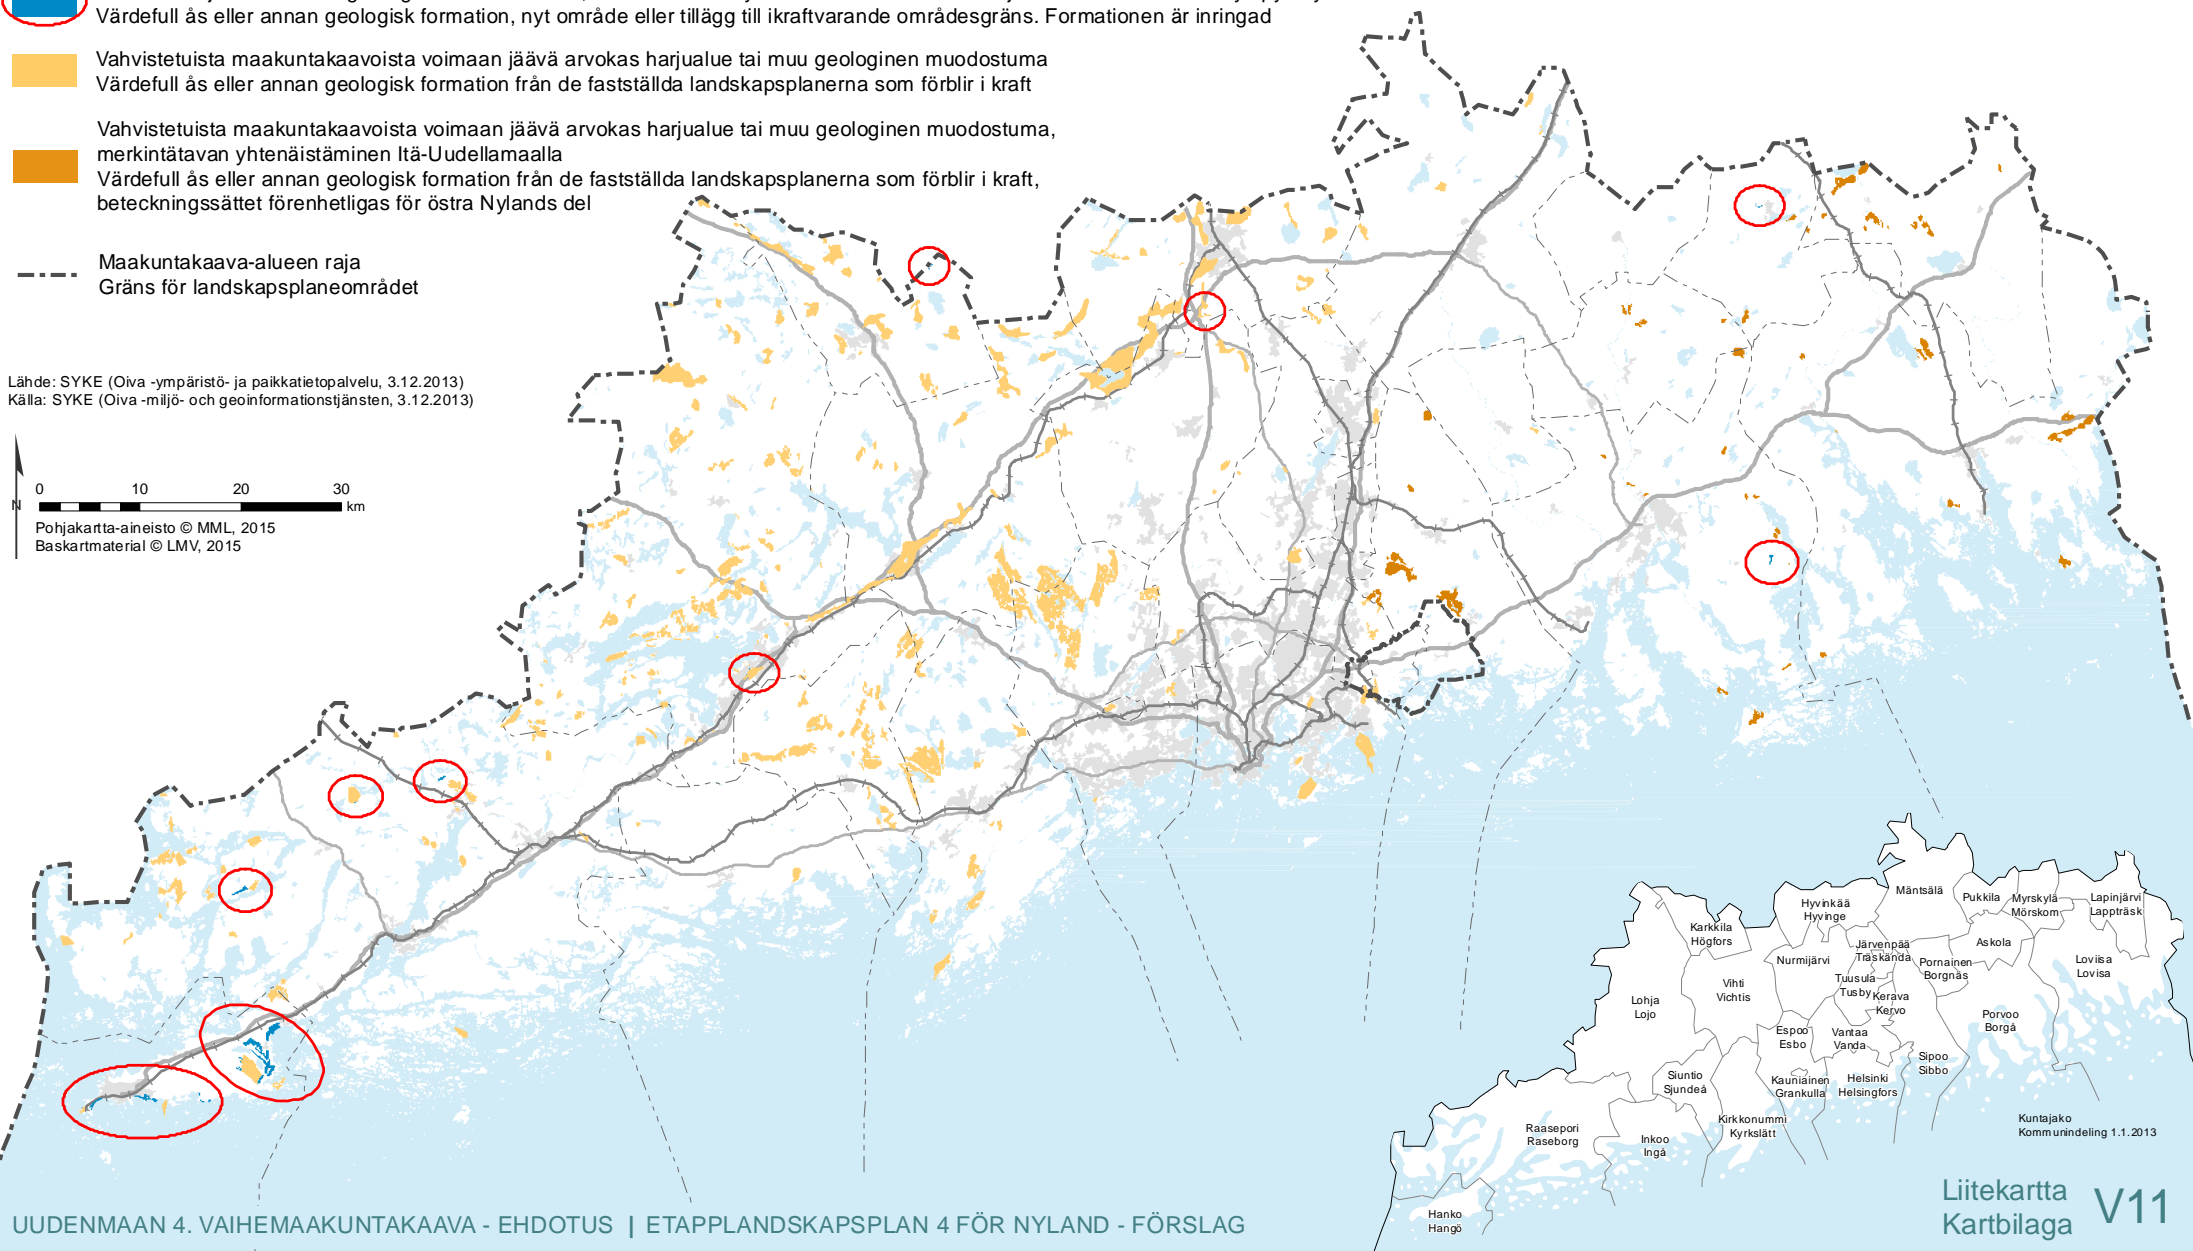 Värdefull ås eller annan geologisk formation, nyt område eller tillägg till ikraftvarande områdesgräns. Formationen är inringad
Vahvistetuista maakuntakaavoista voimaan jäävä arvokas harjualue tai muu geologinen muodostuma
Värdefull ås eller annan geologisk formation från de fastställda landskapsplanerna som förblir i kraft
Vahvistetuista maakuntakaavoista voimaan jäävä arvokas harjualue tai muu geologinen muodostuma,
merkintätavan yhtenäistäminen Itä-Uudellamaalla
Värdefull ås eller annan geologisk formation från de fastställda landskapsplanerna som förblir i kraft,
beteckningssättet förenhetligas för östra Nylands del
Maakuntakaava-alueen raja
Gräns för landskapsplaneområdet
Lähde: SYKE (Oiva -ympäristö- ja paikkatietopalvelu, 3.12.2013)
Källa: SYKE (Oiva -miljö- och geoinformationstjänsten, 3.12.2013)
N
0 10 20 30
km
Pohjakartta-aineisto © MML, 2015
Baskartmaterial © LMV, 2015
Mäntsälä
Hyvinkää
Hyvinge
Pukkila
Myrskylä
Mörskom
Lapinjärvi
Lappträsk
Karkkila
Högfors
Järvenpää
Träskända
Askola
Nurmijärvi
Pornainen
Borgnäs
Loviisa
Lovisa
Tuusula
Tusby
Vihti
Vichtis
Kerava
Kervo
Lohja
Lojo
Porvoo
Borgå
Espoo
Esbo
Vantaa
Vanda
Sipoo
Sibbo
Siuntio
Sjundeå
Kauniainen
Grankulla
Helsinki
Helsingfors
Kirkkonummi
Kyrkslätt
Raasepori
Raseborg
Inkoo
Ingå
Hanko
Hangö
Kuntajako
Kommunindeling 1.1.2013
Liitekartta
Kartbilaga
V11
UUDENMAAN 4. VAIHEMAAKUNTAKAAVA - EHDOTUS | ETAPPLANDSKAPSPLAN 4 FÖR NYLAND - FÖRSLAG